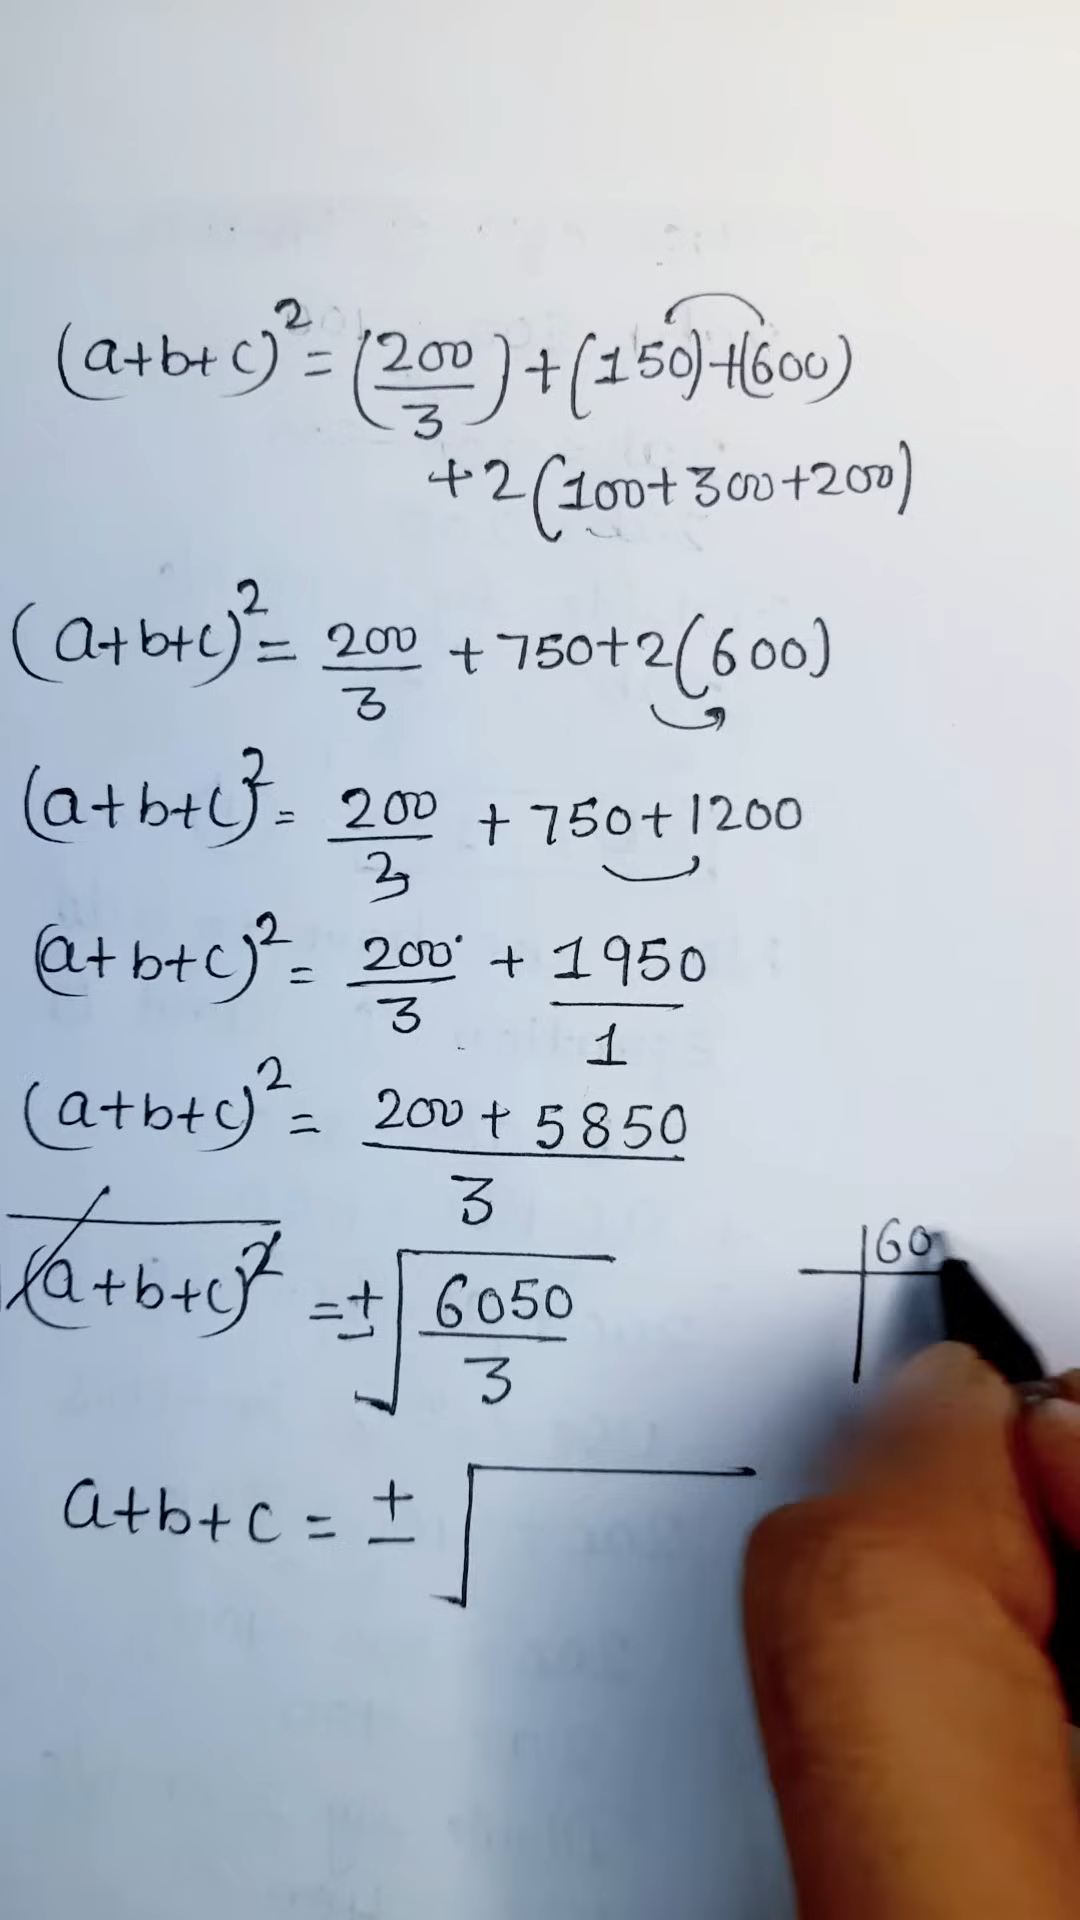 (a+b+c)² = (200/3) + (150) + (600)
+2(100+300+200)
(a+b+c)² = 200/3 + 750 + 2(600)
(a+b+c)² = 200/3 + 750 + 1200
(a+b+c)² = 200/3 + 1950/1
(a+b+c)² = 200 + 5850/3
√(a+b+c)² = ±√6050/3
60
a+b+c = ±√